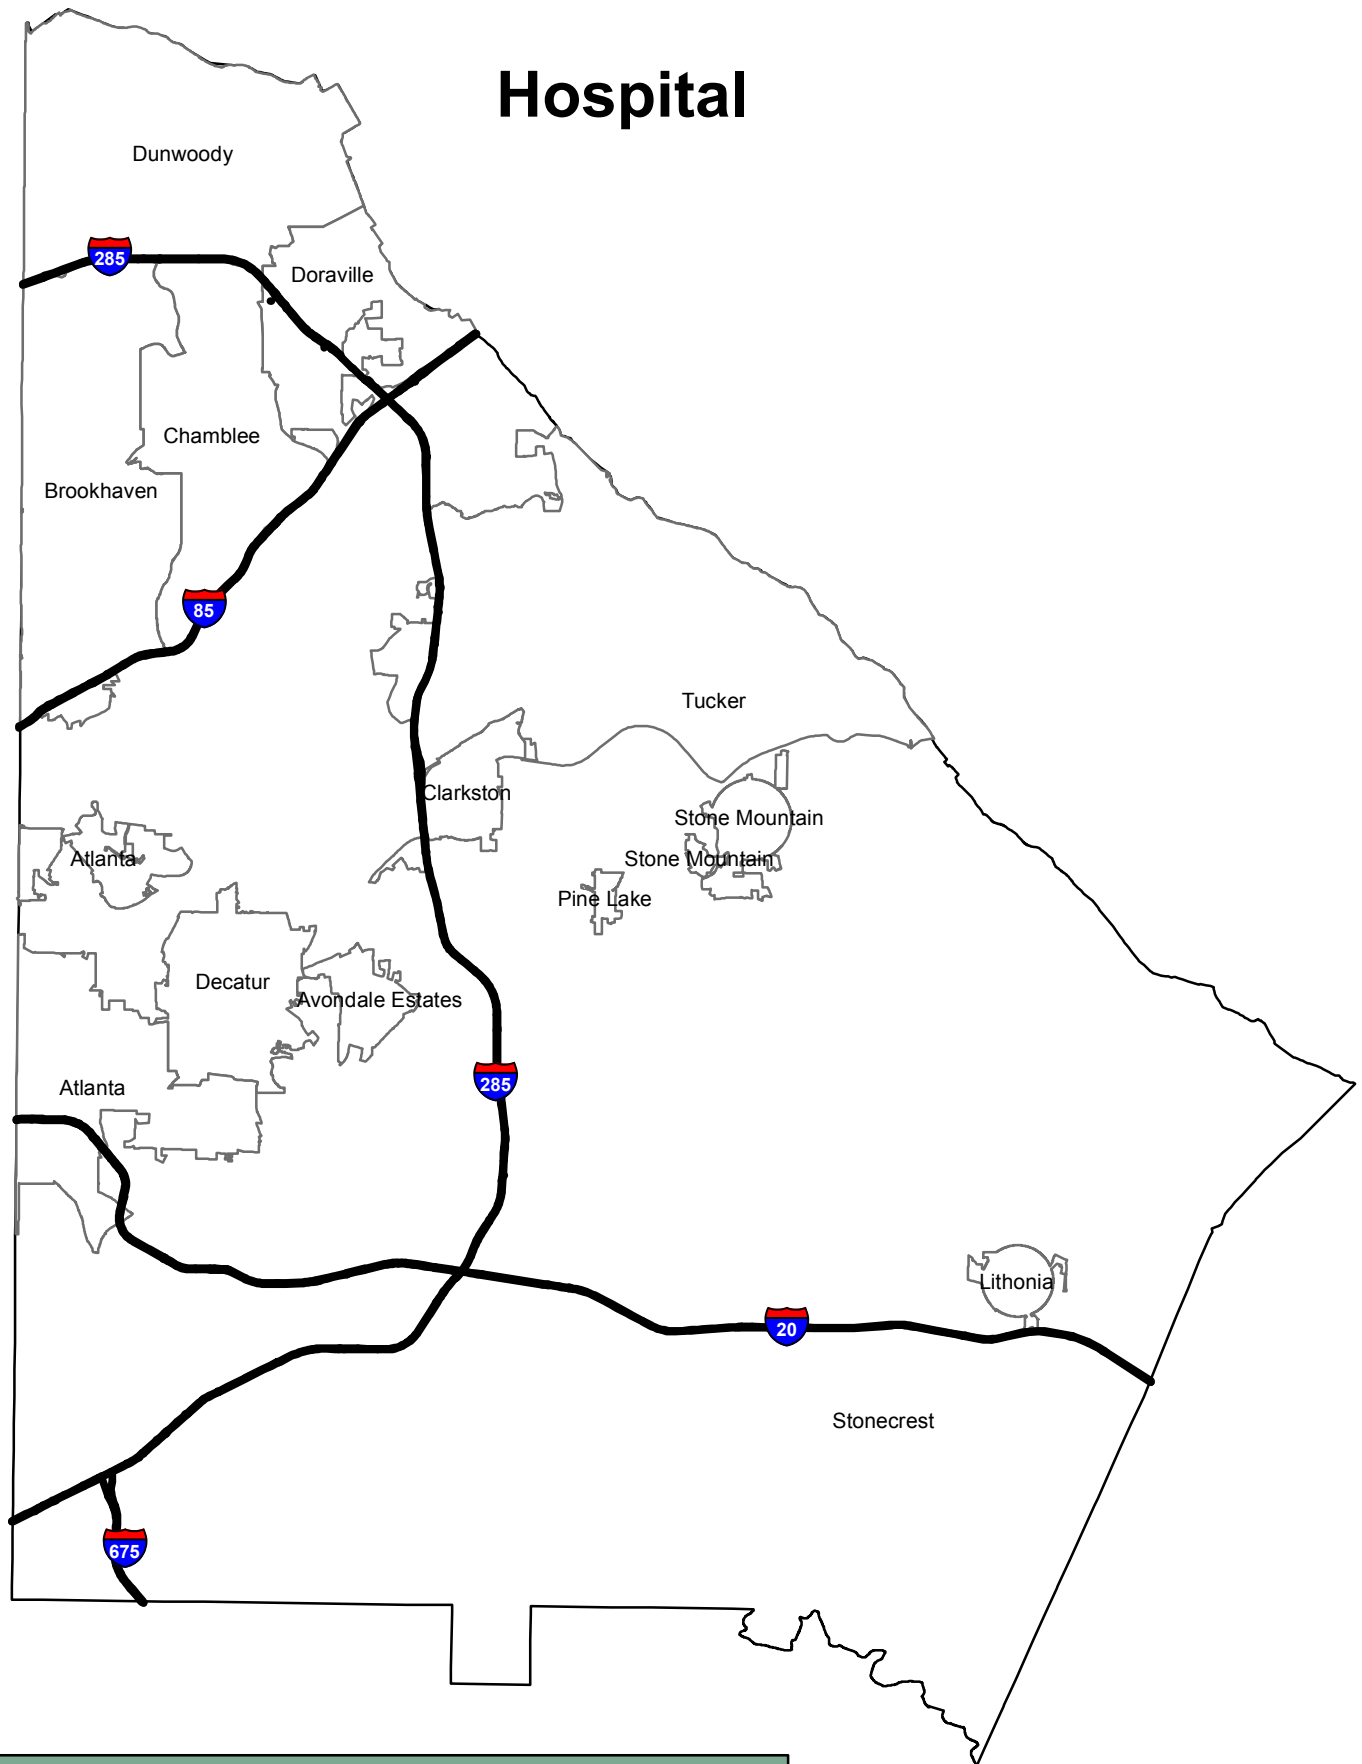 Hospital
Dunwoody
285
Doraville
Chamblee
Brookhaven
85
Tucker
Clarkston
Stone Mountain
Stone Mountain
Atlanta
Pine Lake
Decatur
Avondale Estates
285
Atlanta
Lithonia
20
Stonecrest
675